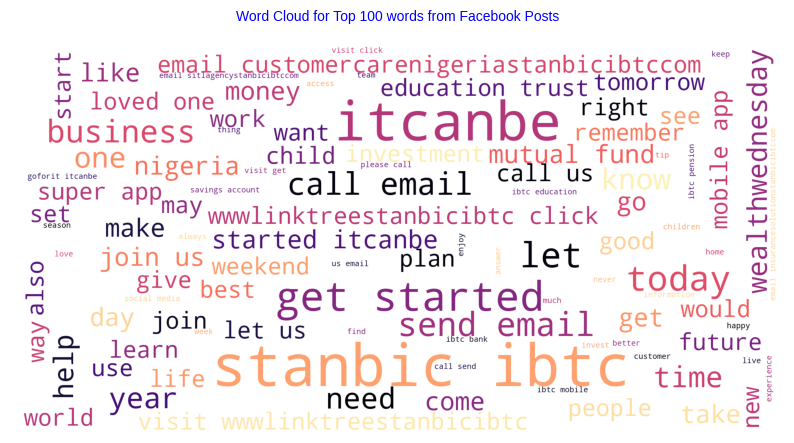 Word Cloud for Top 100 words from Facebook Posts
visit click
keep
email customercarenigeriastanbicibtccom
start
like
email sitlagencystanbicibtccom
team
access
education trust
tomorrow
wealthwednesday
loved one
money
itcanbe
right
see
mobile app
business
work
thing
want
remember
one
nigeria
child
investment
mutual fund
tip
email insurancesolutionstanbicibtccom
please call
goforit itcanbe
visit get
call email
call us
know
ibtc pension
super app
savings account
ibtc education
set
may
wwwlinktreestanbicibtc click
go
season
make
always
started itcanbe
enjoy
let
good
children
love
join us
weekend
us email
plan
answer
home
also
give
best
get started
today
never
information
social media
much
way
day
join
let us
send email
get
would
week
find
happy
help
learn
ibtc bank
invest
better
future
use
life
stanbic ibtc
call send
customer
live
time
experience
year
need
come
ibtc mobile
people
new
world
visit wwwlinktreestanbicibtc
take